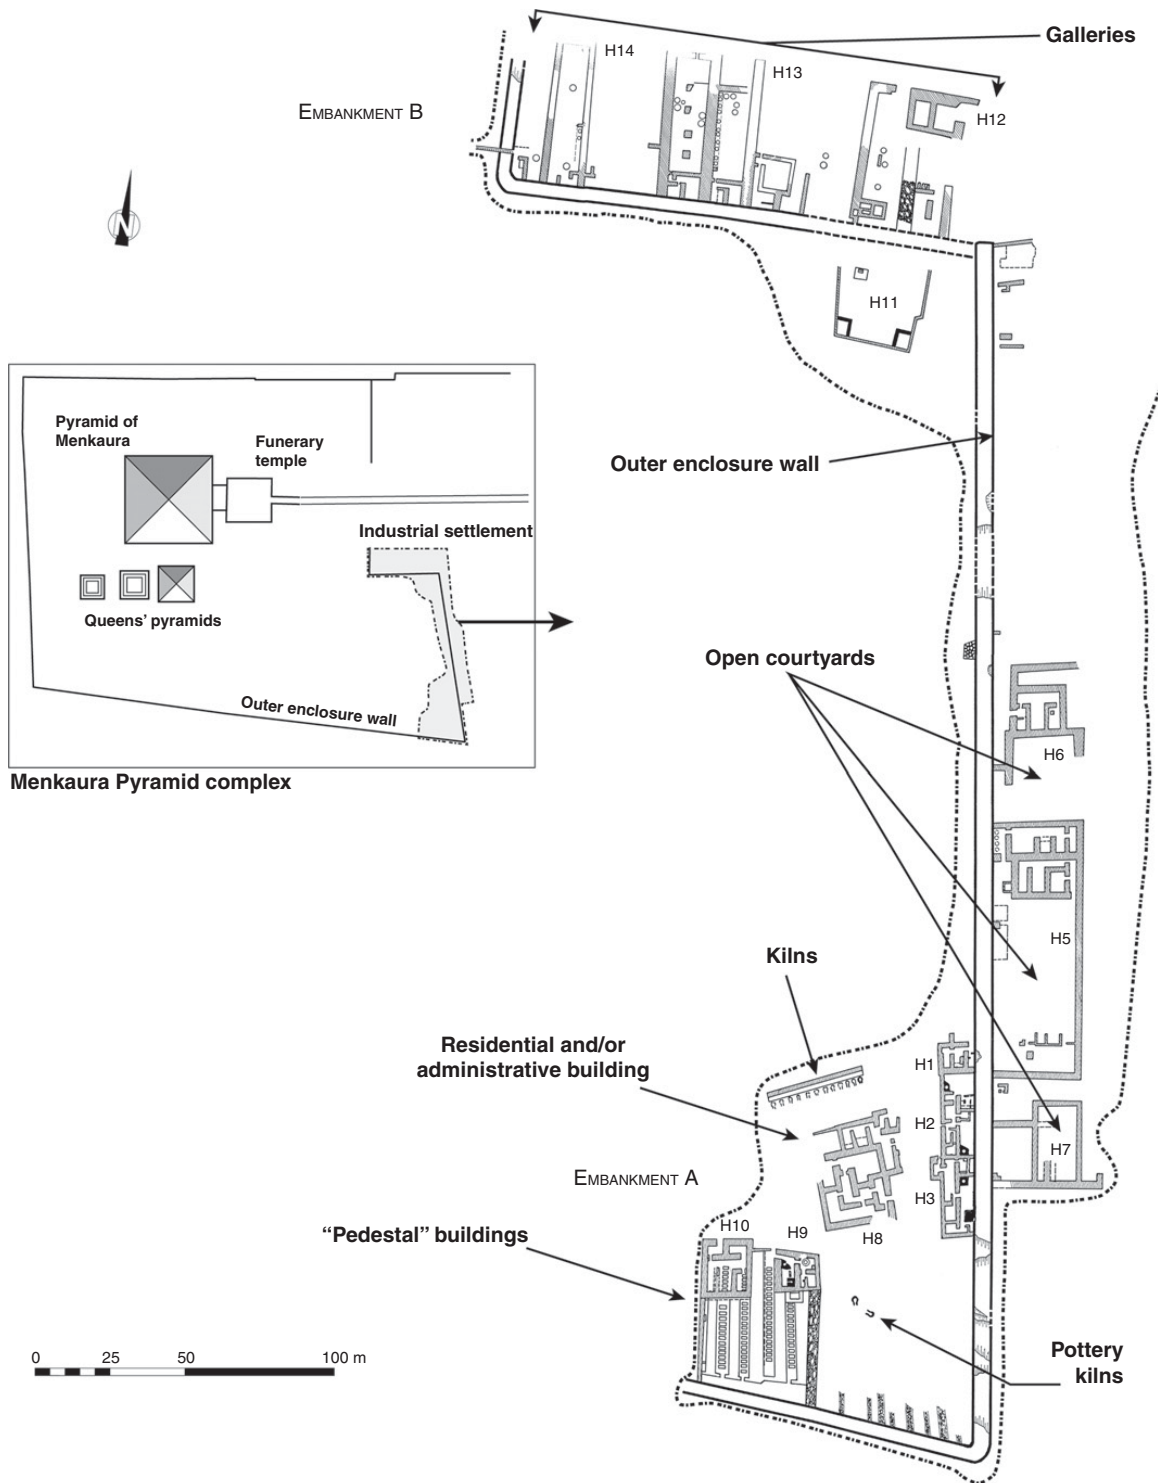 Galleries
H14
H13
H12
EMBANKMENT B
N
H11
Pyramid of
Menkaura
Funerary
temple
Outer enclosure wall
Industrial settlement
Queens’ pyramids
Outer enclosure wall
Menkaura Pyramid complex
Open courtyards
H6
H5
Kilns
Residential and/or
administrative building
H1
H2
H7
EMBANKMENT A
H3
“Pedestal” buildings
H10
H9
H8
Pottery
kilns
0 25 50 100 m